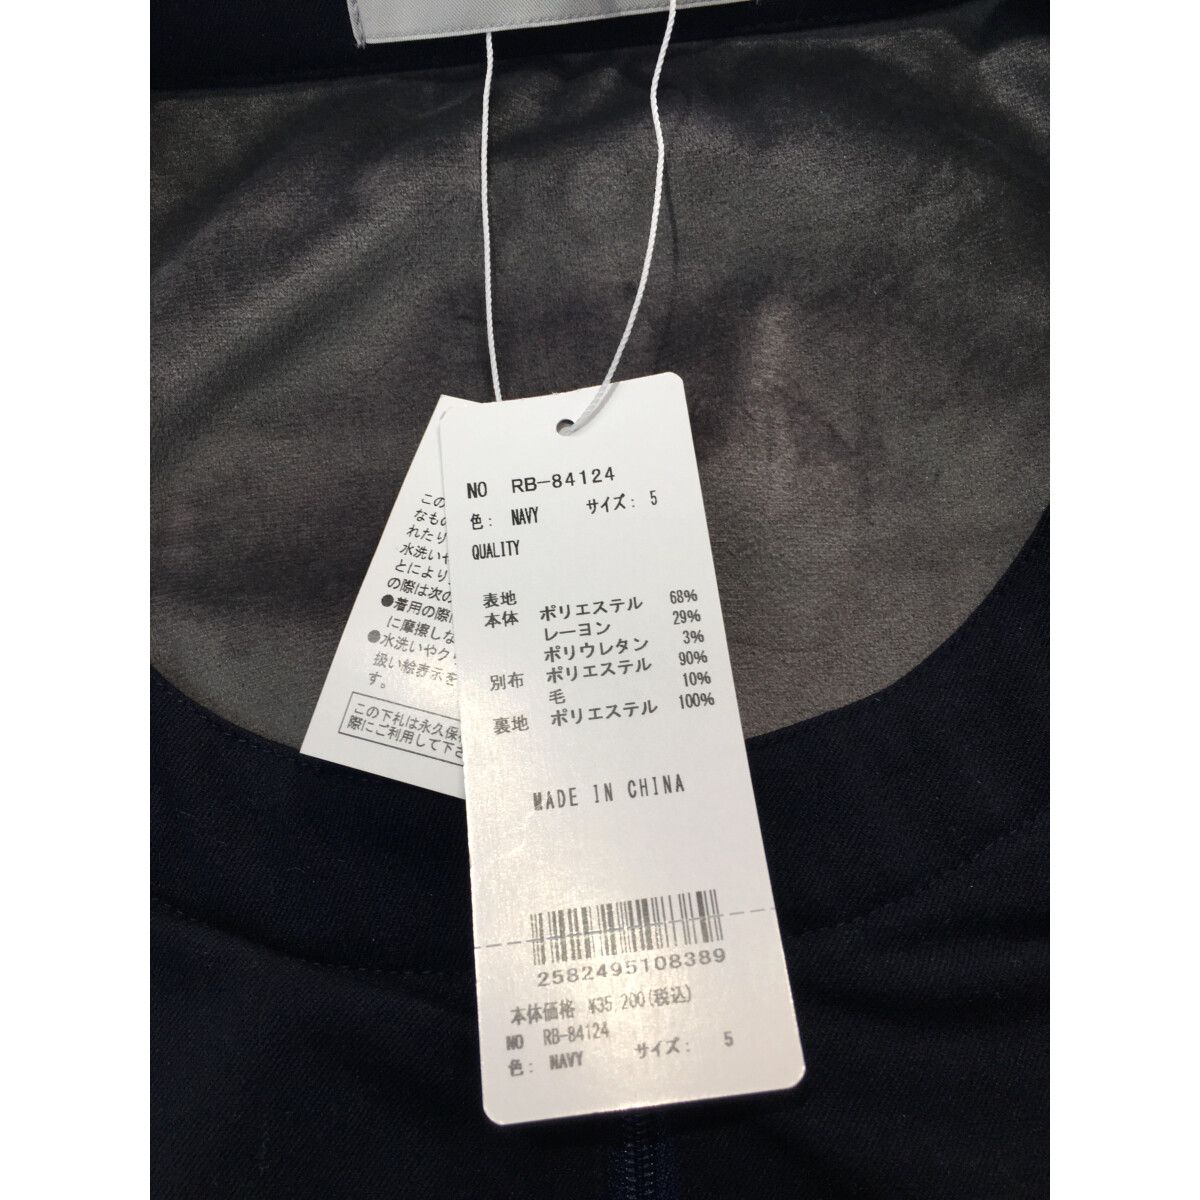 NO RB-84124
色: NAVY サイズ: 5
QUALITY
表地
本体 ポリエステル 68%
レーヨン 29%
ポリウレタン 3%
別布 ポリエステル 90%
毛 10%
裏地 ポリエステル 100%
MADE IN CHINA
2582495108389
本体価格 ¥35,200(税込)
NO RB-84124
色: NAVY サイズ: 5
この
なもの
れたり
水洗いや
とにより
の際は次の
●着用の際
に摩擦しな
●水洗いやク
扱い絵表示を
す。
この下札は永久保
際にご利用して下さ